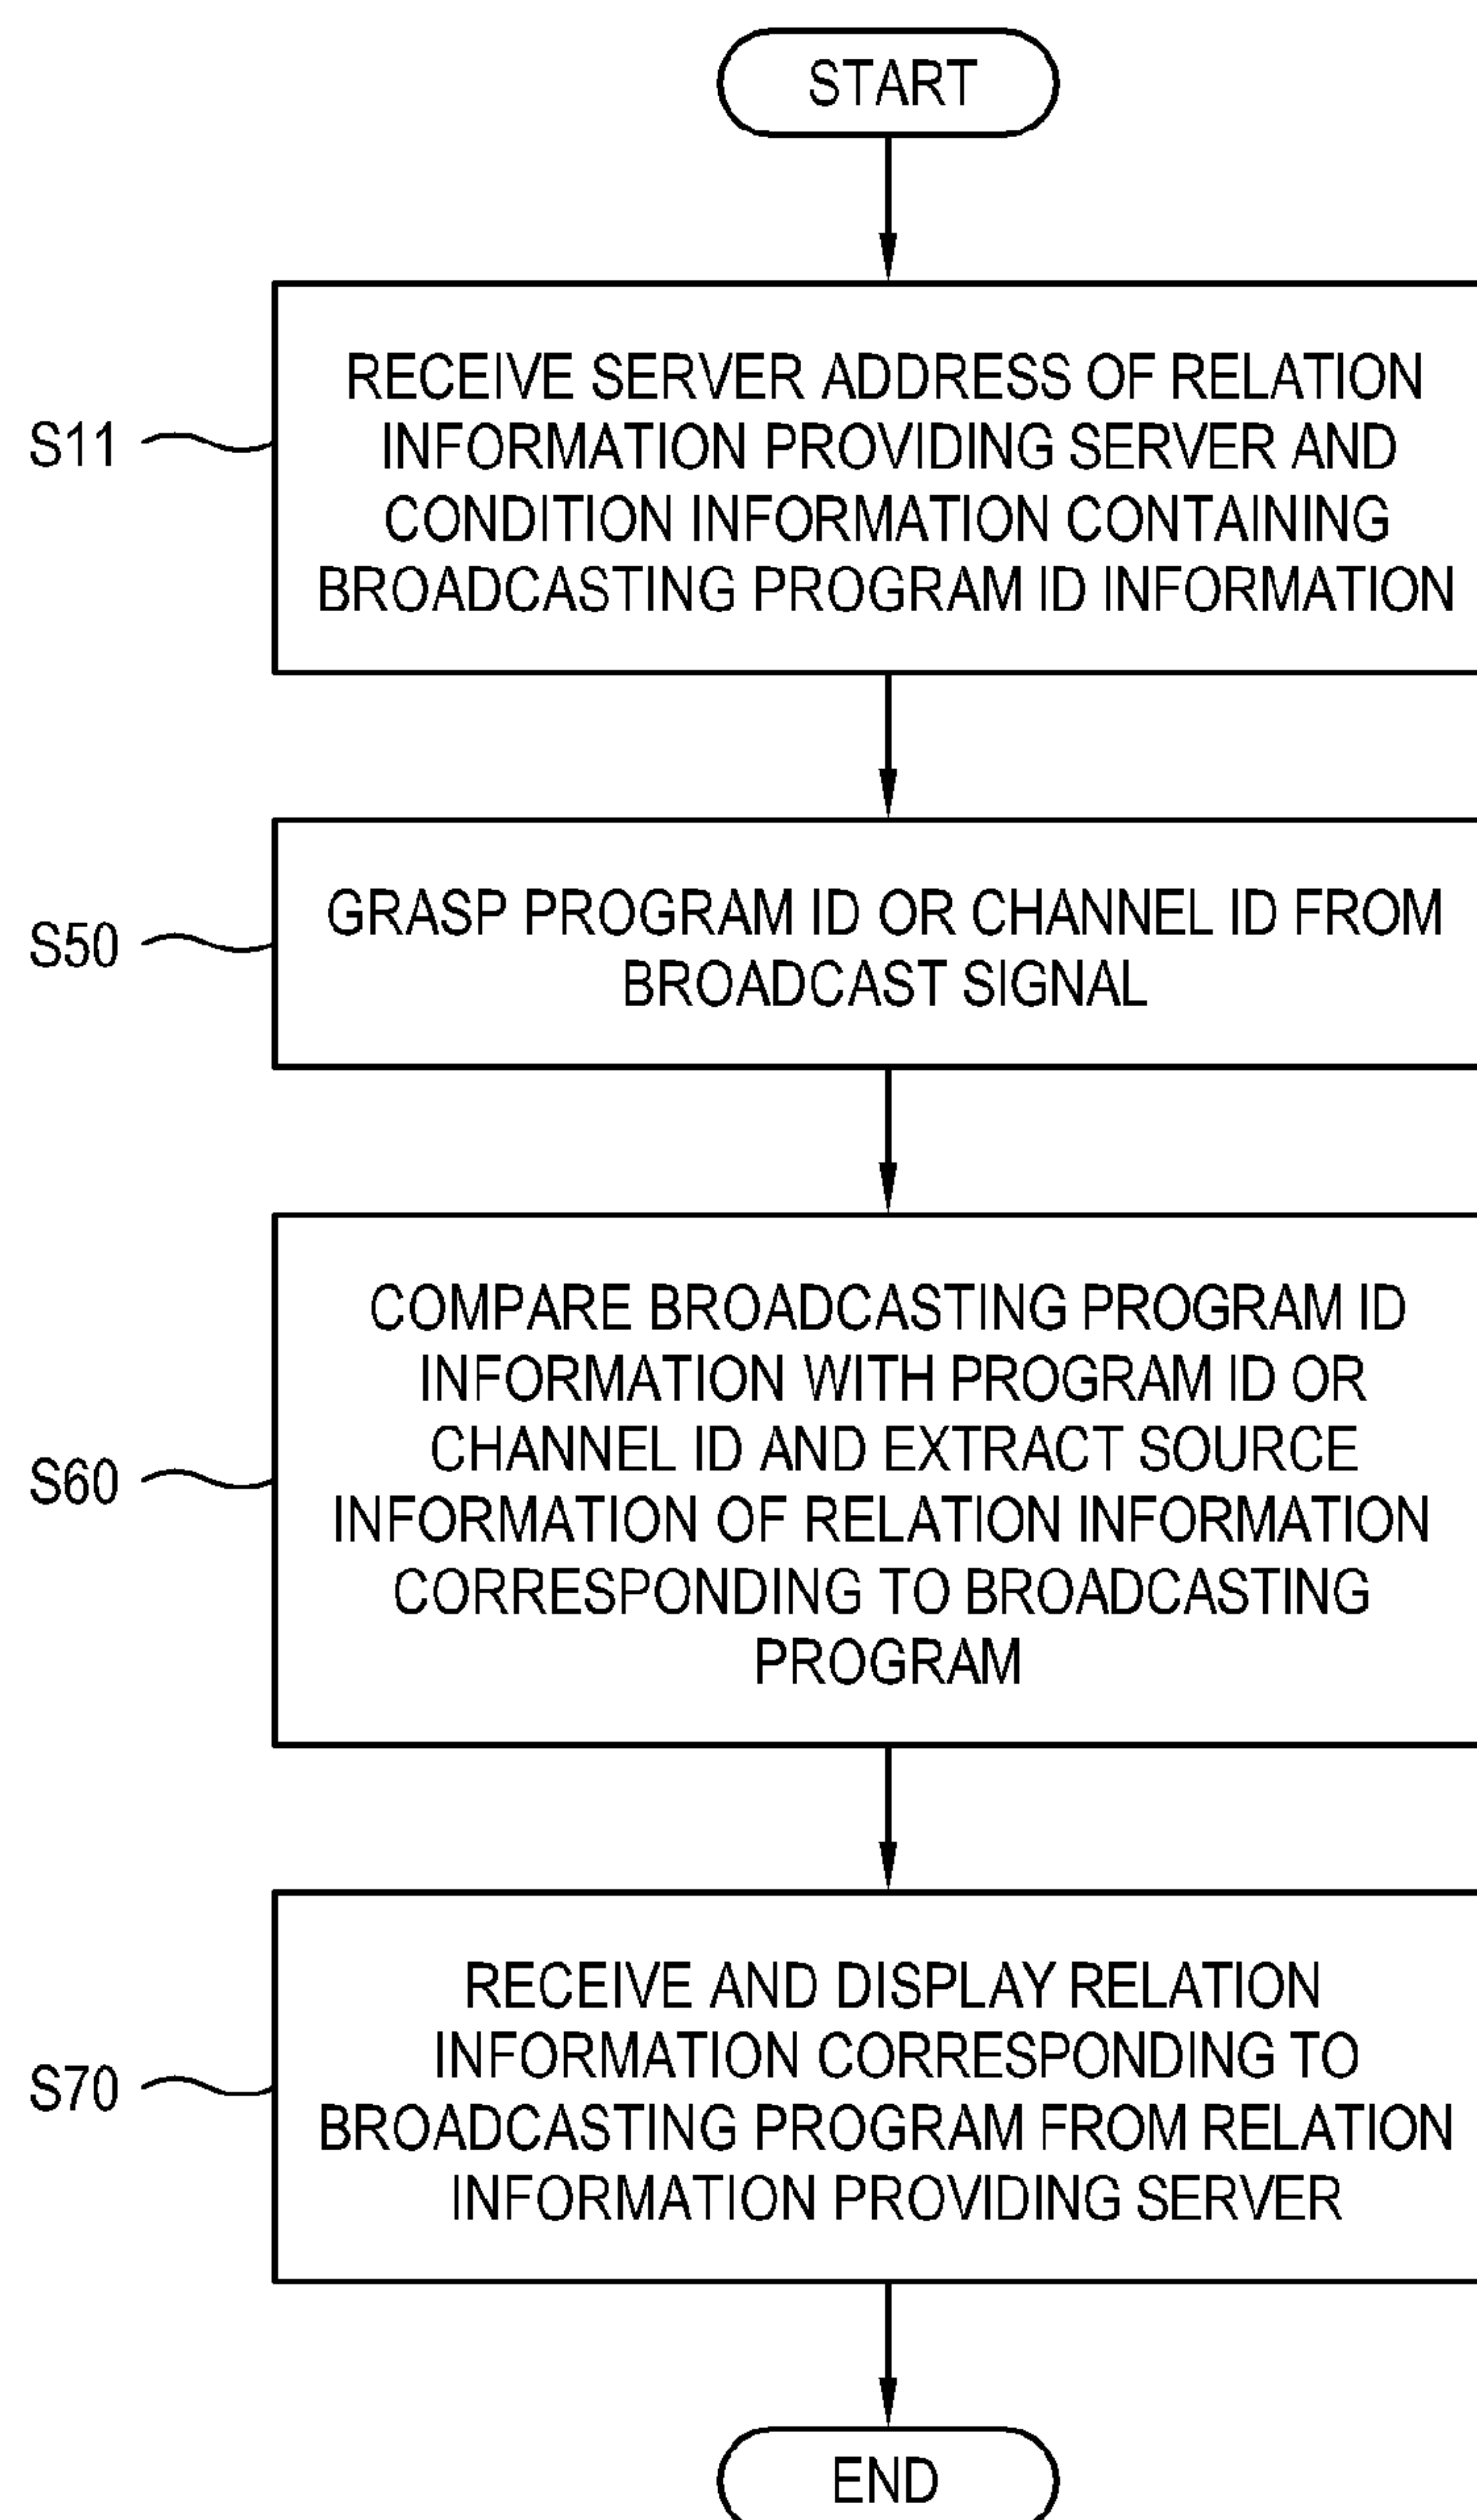 START
S11
RECEIVE SERVER ADDRESS OF RELATION
INFORMATION PROVIDING SERVER AND
CONDITION INFORMATION CONTAINING
BROADCASTING PROGRAM ID INFORMATION
S50
GRASP PROGRAM ID OR CHANNEL ID FROM
BROADCAST SIGNAL
S60
COMPARE BROADCASTING PROGRAM ID
INFORMATION WITH PROGRAM ID OR
CHANNEL ID AND EXTRACT SOURCE
INFORMATION OF RELATION INFORMATION
CORRESPONDING TO BROADCASTING
PROGRAM
S70
RECEIVE AND DISPLAY RELATION
INFORMATION CORRESPONDING TO
BROADCASTING PROGRAM FROM RELATION
INFORMATION PROVIDING SERVER
END